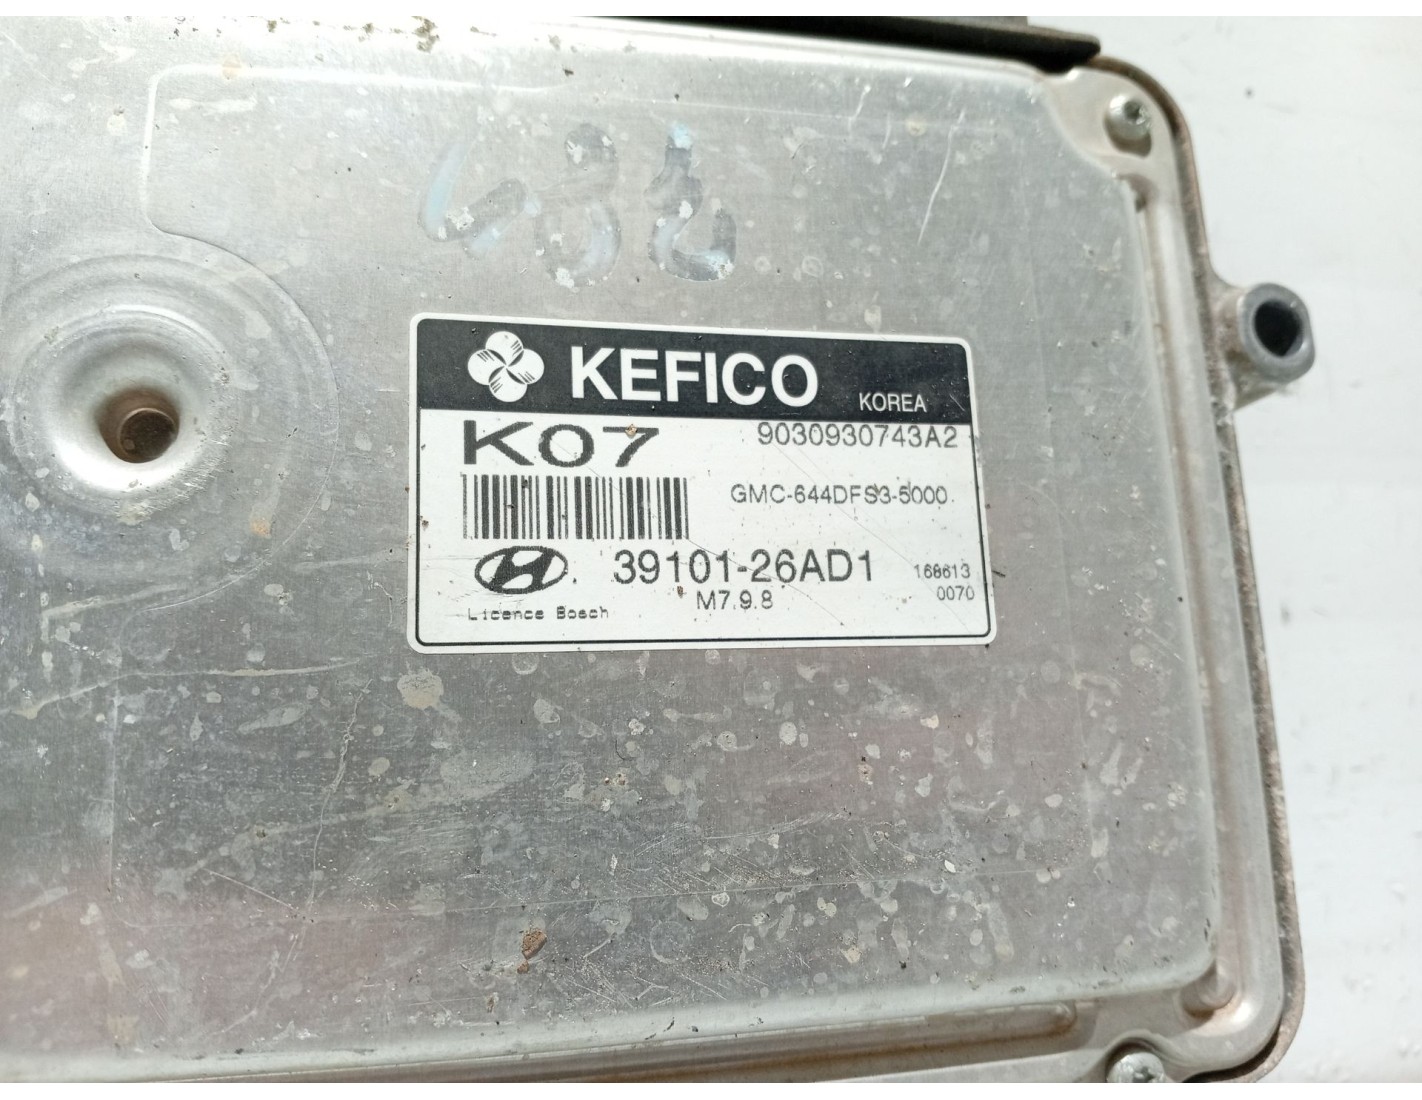 KEFICO KOREA
K07 9030930743A2
GMC-644DFS3-5000
39101-26AD1 168613
M7.9.8 0070
Licence Bosch